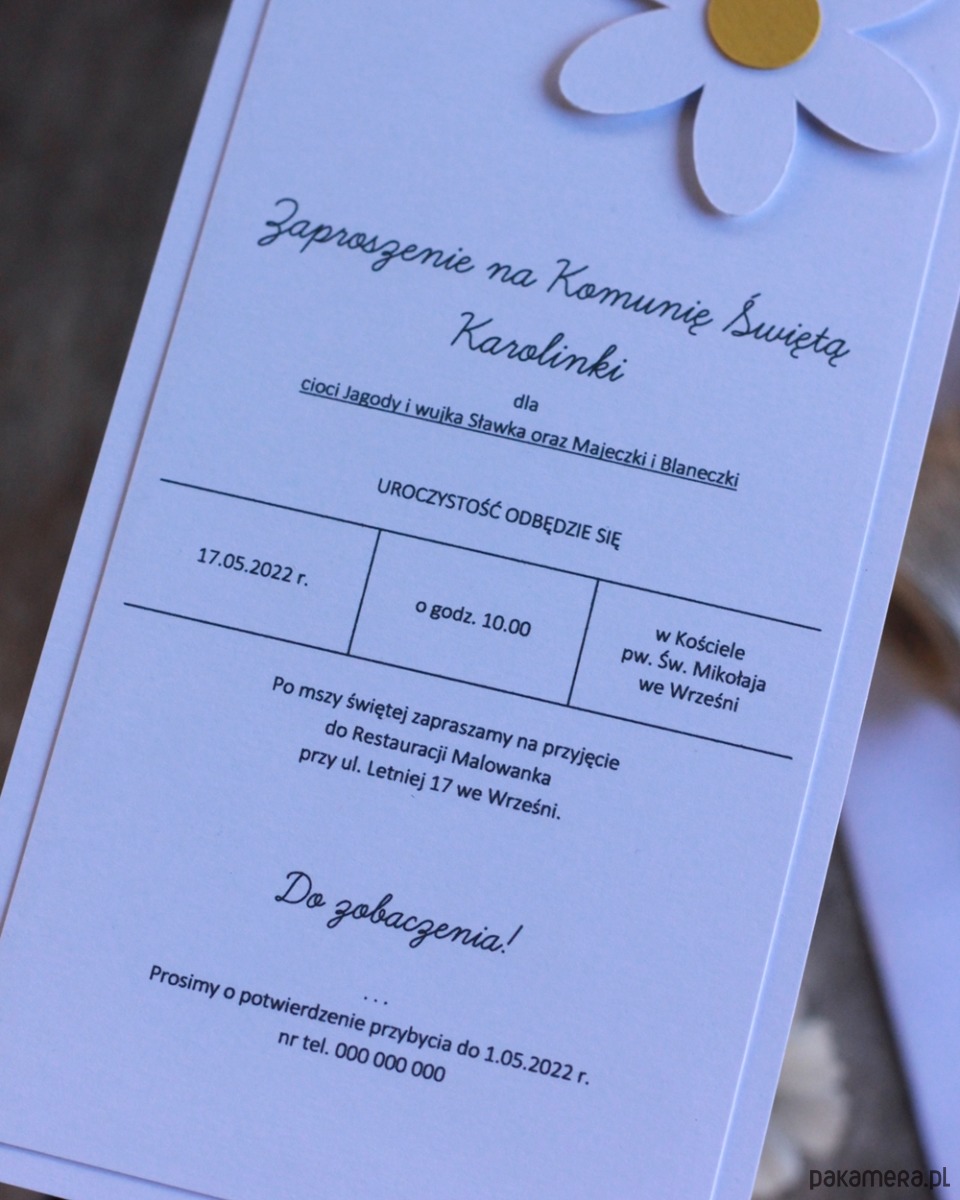 Zaproszenie na Komunię Świętą
Karolinki
dla
cioci Jagody i wujka Sławka oraz Majeczki i Blaneczki
UROCZYSTOŚĆ ODBĘDZIE SIĘ
17.05.2022 r.
o godz. 10.00
w Kościele
pw. Św. Mikołaja
we Wrześni
Po mszy świętej zapraszamy na przyjęcie
do Restauracji Malowanka
przy ul. Letniej 17 we Wrześni.
Do zobaczenia!
...
Prosimy o potwierdzenie przybycia do 1.05.2022 r.
nr tel. 000 000 000
pakamera.pl